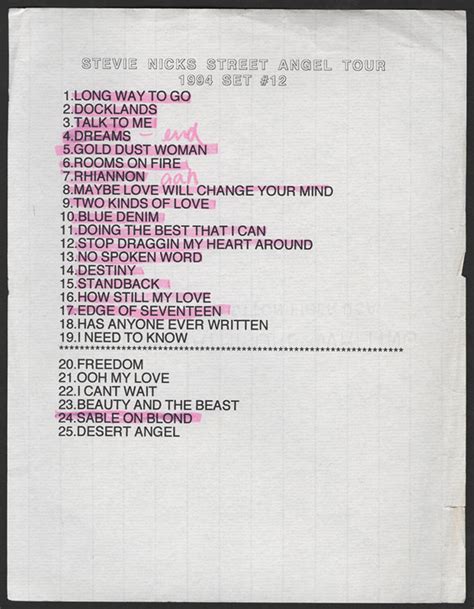 STEVIE NICKS STREET ANGEL TOUR
1994 SET #12
1.LONG WAY TO GO
2.DOCKLANDS
3.TALK TO ME
4.DREAMS - end
5.GOLD DUST WOMAN
6.ROOMS ON FIRE
7.RHIANNON
8.MAYBE LOVE WILL CHANGE YOUR MIND
9.TWO KINDS OF LOVE
10.BLUE DENIM
11.DOING THE BEST THAT I CAN
12.STOP DRAGGIN MY HEART AROUND
13.NO SPOKEN WORD
14.DESTINY
15.STANDBACK
16.HOW STILL MY LOVE
17.EDGE OF SEVENTEEN
18.HAS ANYONE EVER WRITTEN
19.I NEED TO KNOW
20.FREEDOM
21.OOH MY LOVE
22.I CANT WAIT
23.BEAUTY AND THE BEAST
24.SABLE ON BLOND
25.DESERT ANGEL